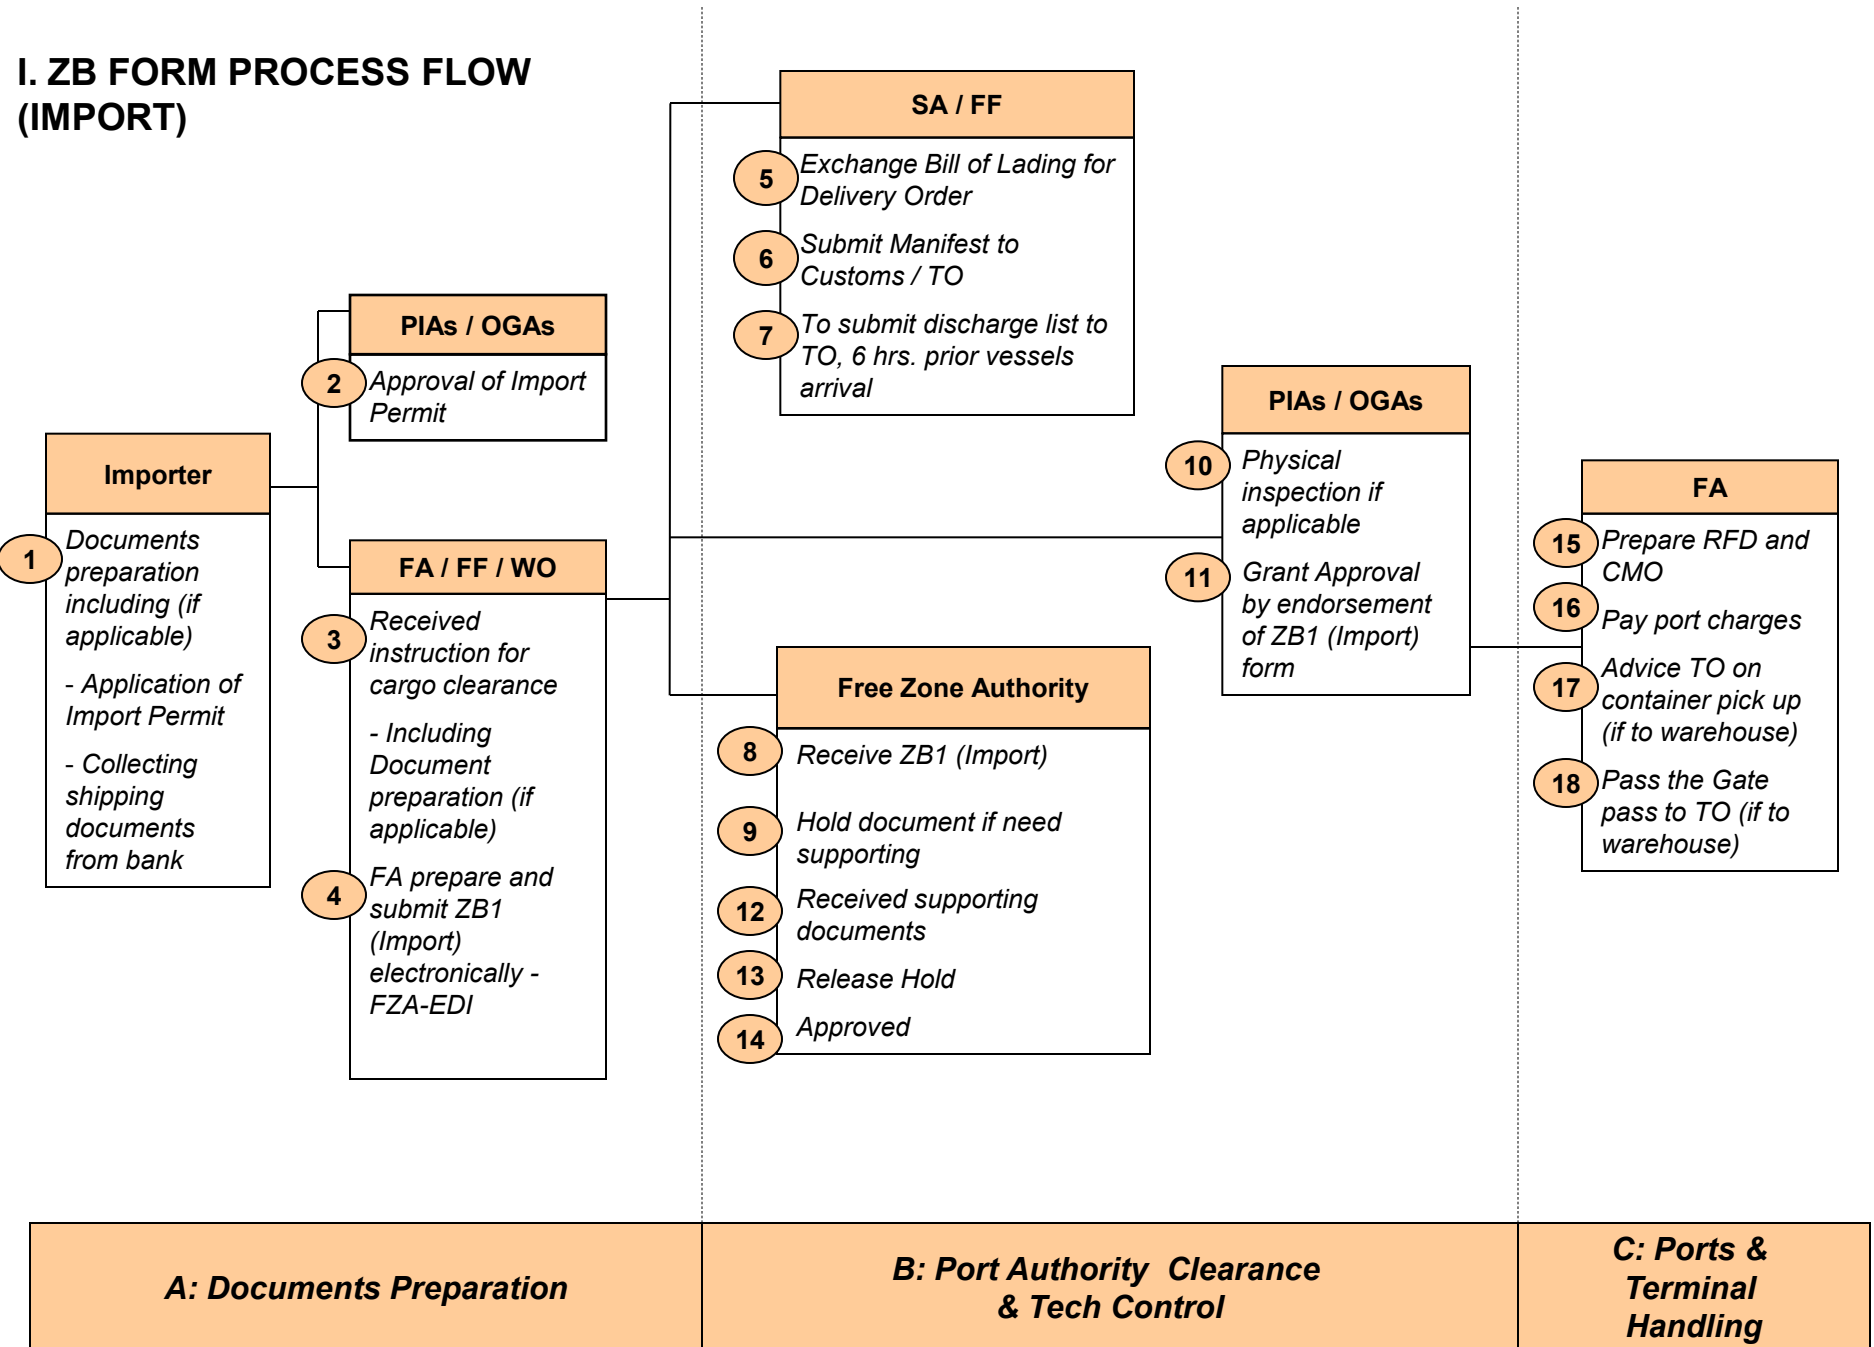 I. ZB FORM PROCESS FLOW
(IMPORT)
Importer
1
Documents
preparation
including (if
applicable)
- Application of
Import Permit
- Collecting
shipping
documents
from bank
PIAs / OGAs
2
Approval of Import
Permit
FA / FF / WO
3
Received
instruction for
cargo clearance
- Including
Document
preparation (if
applicable)
4
FA prepare and
submit ZB1
(Import)
electronically -
FZA-EDI
SA / FF
5
Exchange Bill of Lading for
Delivery Order
6
Submit Manifest to
Customs / TO
7
To submit discharge list to
TO, 6 hrs. prior vessels
arrival
Free Zone Authority
8
Receive ZB1 (Import)
9
Hold document if need
supporting
12
Received supporting
documents
13
Release Hold
14
Approved
PIAs / OGAs
10
Physical
inspection if
applicable
11
Grant Approval
by endorsement
of ZB1 (Import)
form
FA
15
Prepare RFD and
CMO
16
Pay port charges
17
Advice TO on
container pick up
(if to warehouse)
18
Pass the Gate
pass to TO (if to
warehouse)
A: Documents Preparation
B: Port Authority Clearance
& Tech Control
C: Ports &
Terminal
Handling